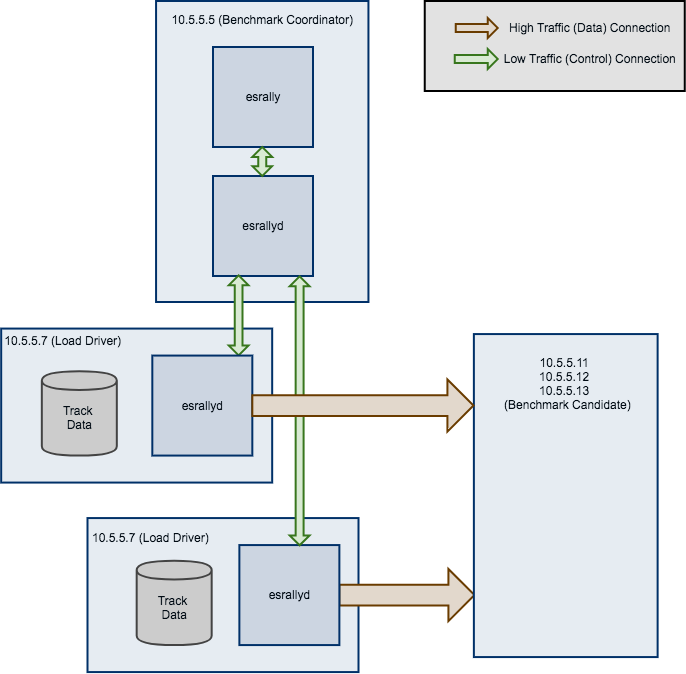 10.5.5.5 (Benchmark Coordinator)
esrally
esrallyd
High Traffic (Data) Connection
Low Traffic (Control) Connection
10.5.5.7 (Load Driver)
Track
Data
esrallyd
10.5.5.11
10.5.5.12
10.5.5.13
(Benchmark Candidate)
10.5.5.7 (Load Driver)
Track
Data
esrallyd